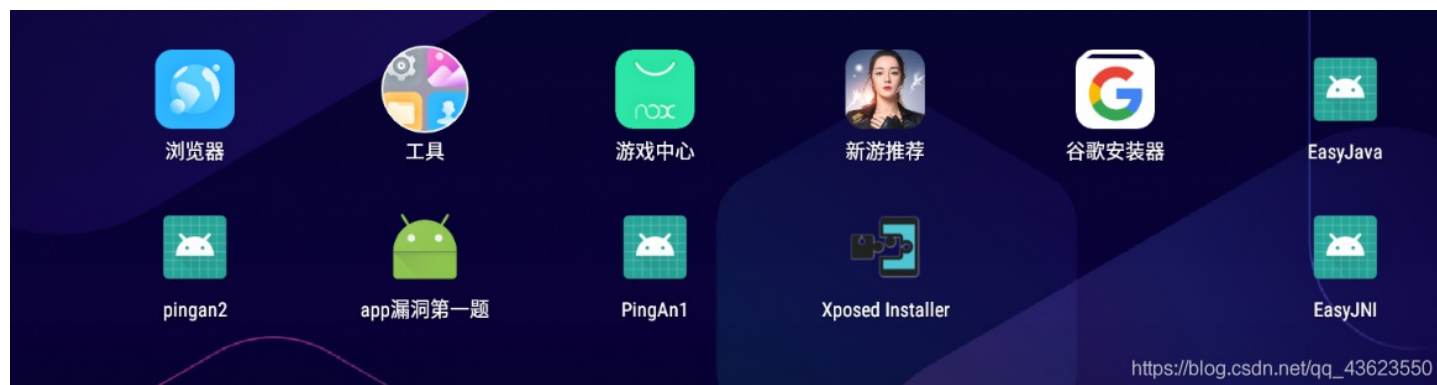 nox
浏览器
工具
游戏中心
新游推荐
谷歌安装器
EasyJava
pingan2
app漏洞第一题
PingAn1
Xposed Installer
EasyJNI
https://blog.csdn.net/qq_43623550